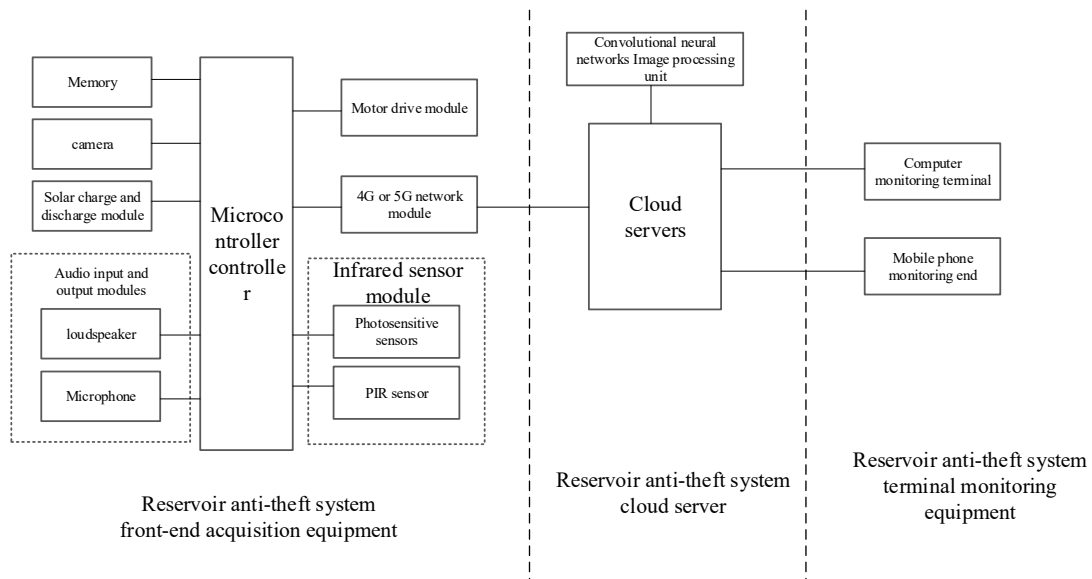 Memory
camera
Solar charge and
discharge module
Audio input and
output modules
loudspeaker
Microphone
Microco
ntroller
controlle
r
Motor drive module
4G or 5G network
module
Infrared sensor
module
Photosensitive
sensors
PIR sensor
Reservoir anti-theft system
front-end acquisition equipment
Convolutional neural
networks Image processing
unit
Cloud
servers
Reservoir anti-theft system
cloud server
Computer
monitoring terminal
Mobile phone
monitoring end
Reservoir anti-theft system
terminal monitoring
equipment